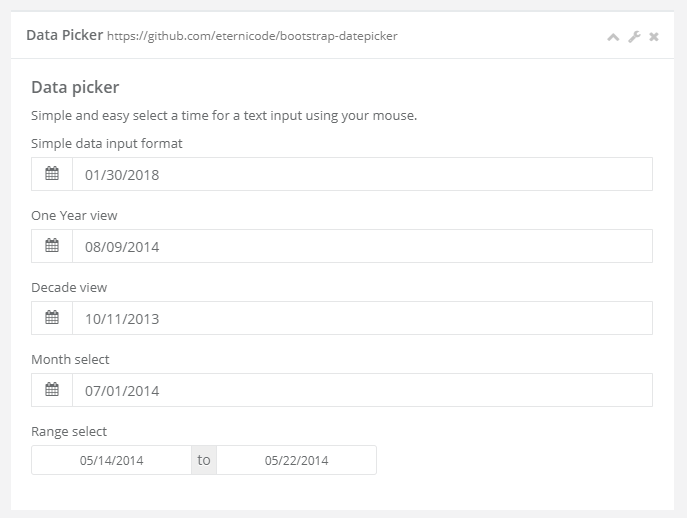 Data Picker https://github.com/eternicode/bootstrap-datepicker
Data picker
Simple and easy select a time for a text input using your mouse.
Simple data input format
01/30/2018
One Year view
08/09/2014
Decade view
10/11/2013
Month select
07/01/2014
Range select
05/14/2014 to 05/22/2014